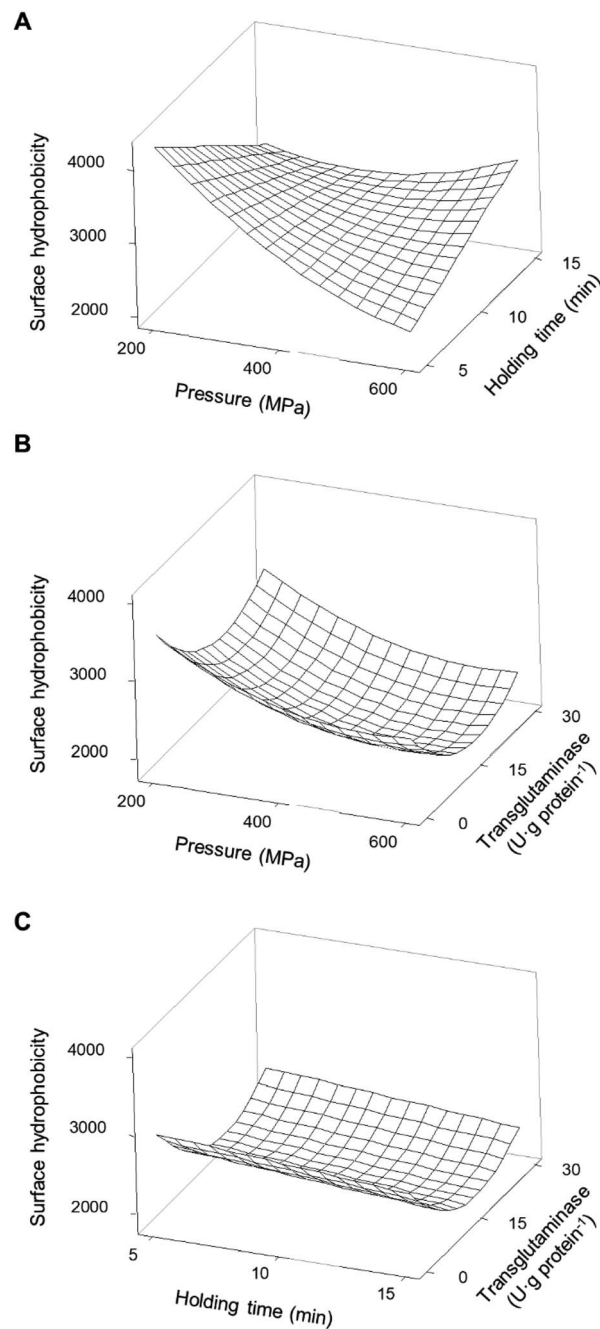 A
Surface hydrophobicity
4000
3000
2000
200
400
600
Pressure (MPa)
5
10
15
Holding time (min)
B
Surface hydrophobicity
4000
3000
2000
200
400
600
Pressure (MPa)
0
15
30
Transglutaminase
(U·g protein⁻¹)
C
Surface hydrophobicity
4000
3000
2000
5
10
15
Holding time (min)
0
15
30
Transglutaminase
(U·g protein⁻¹)